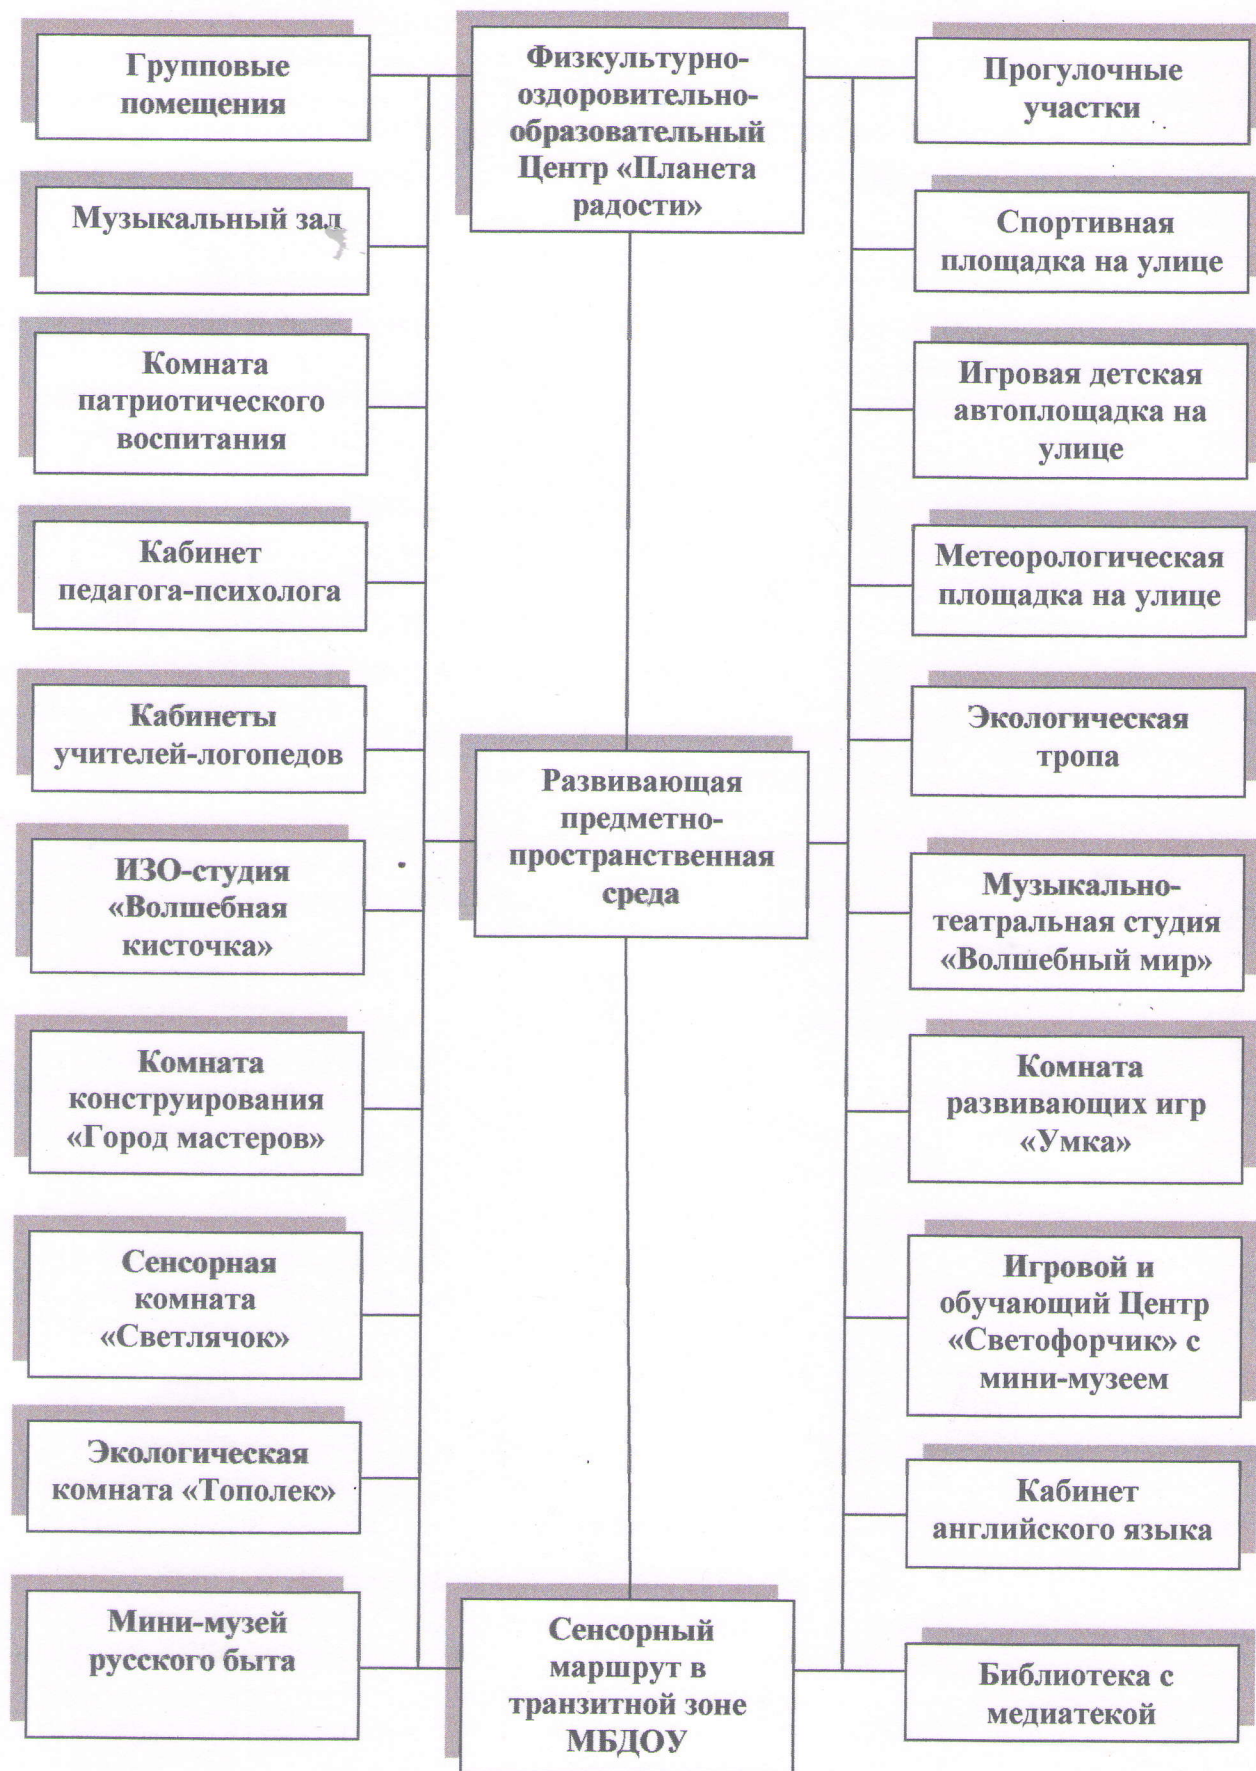 Групповые
помещения
Музыкальный зал
Комната
патриотического
воспитания
Кабинет
педагога-психолога
Кабинеты
учителей-логопедов
ИЗО-студия
«Волшебная
кисточка»
Комната
конструирования
«Город мастеров»
Сенсорная
комната
«Светлячок»
Экологическая
комната «Тополек»
Мини-музей
русского быта
Физкультурно-
оздоровительно-
образовательный
Центр «Планета
радости»
Развивающая
предметно-
пространственная
среда
Сенсорный
маршрут в
транзитной зоне
МБДОУ
Прогулочные
участки
Спортивная
площадка на улице
Игровая детская
автоплощадка на
улице
Метеорологическая
площадка на улице
Экологическая
тропа
Музыкально-
театральная студия
«Волшебный мир»
Комната
развивающих игр
«Умка»
Игровой и
обучающий Центр
«Светофорчик» с
мини-музеем
Кабинет
английского языка
Библиотека с
медиатекой